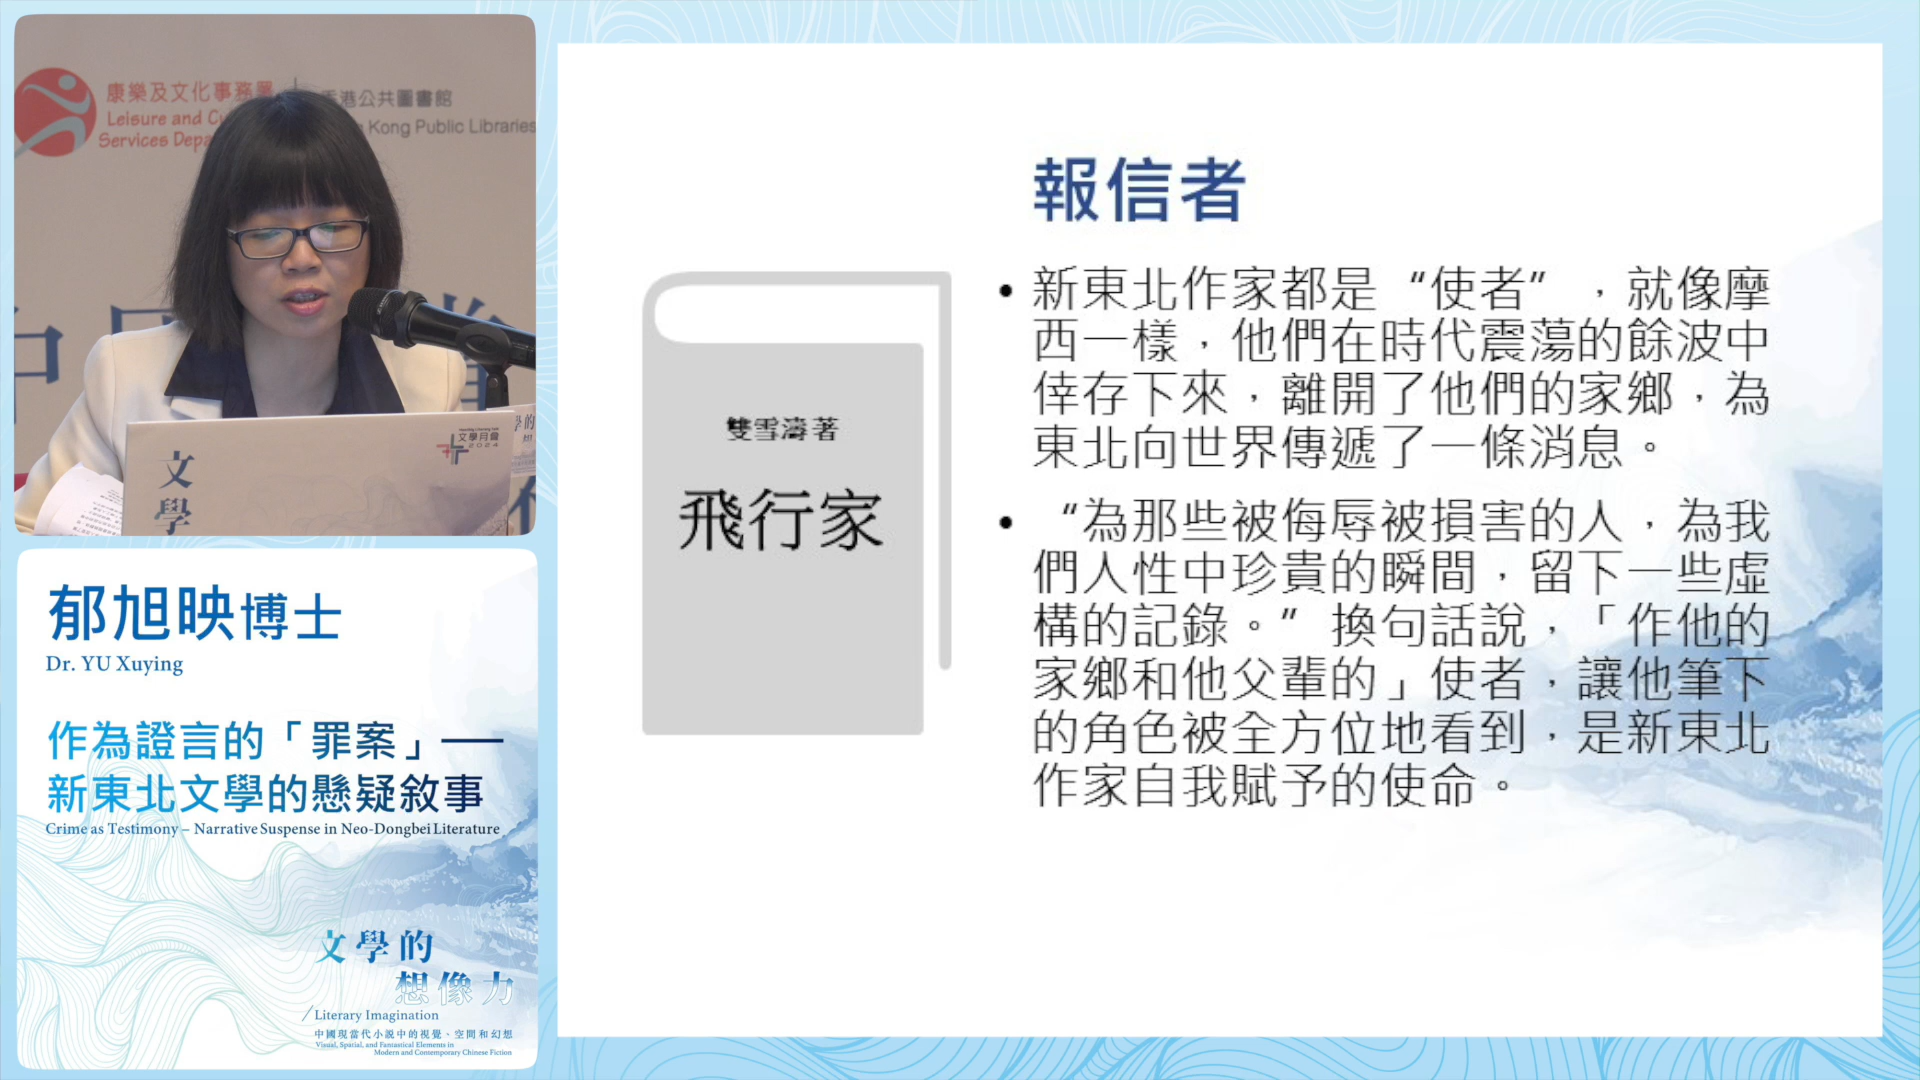 康樂及文化事務署
香港公共圖書館
Leisure and
Kong Public Libraries
Services
文學月會
2024
文
學
郁旭映博士
Dr. YU Xuying
作為證言的「罪案」——
新東北文學的懸疑敘事
Crime as Testimony – Narrative Suspense in Neo-Dongbei Literature
文學的
想像力
/Literary Imagination
中國現當代小說中的視覺、空間和幻想
Visual, Spatial, and Fantastical Elements in
Modern and Contemporary Chinese Fiction
雙雪濤著
飛行家
報信者
• 新東北作家都是“使者”，就像摩
西一樣，他們在時代震蕩的餘波中
倖存下來，離開了他們的家鄉，為
東北向世界傳遞了一條消息。
• “為那些被侮辱被損害的人，為我
們人性中珍貴的瞬間，留下一些虛
構的記錄。”換句話說，「作他的
家鄉和他父輩的」使者，讓他筆下
的角色被全方位地看到，是新東北
作家自我賦予的使命。